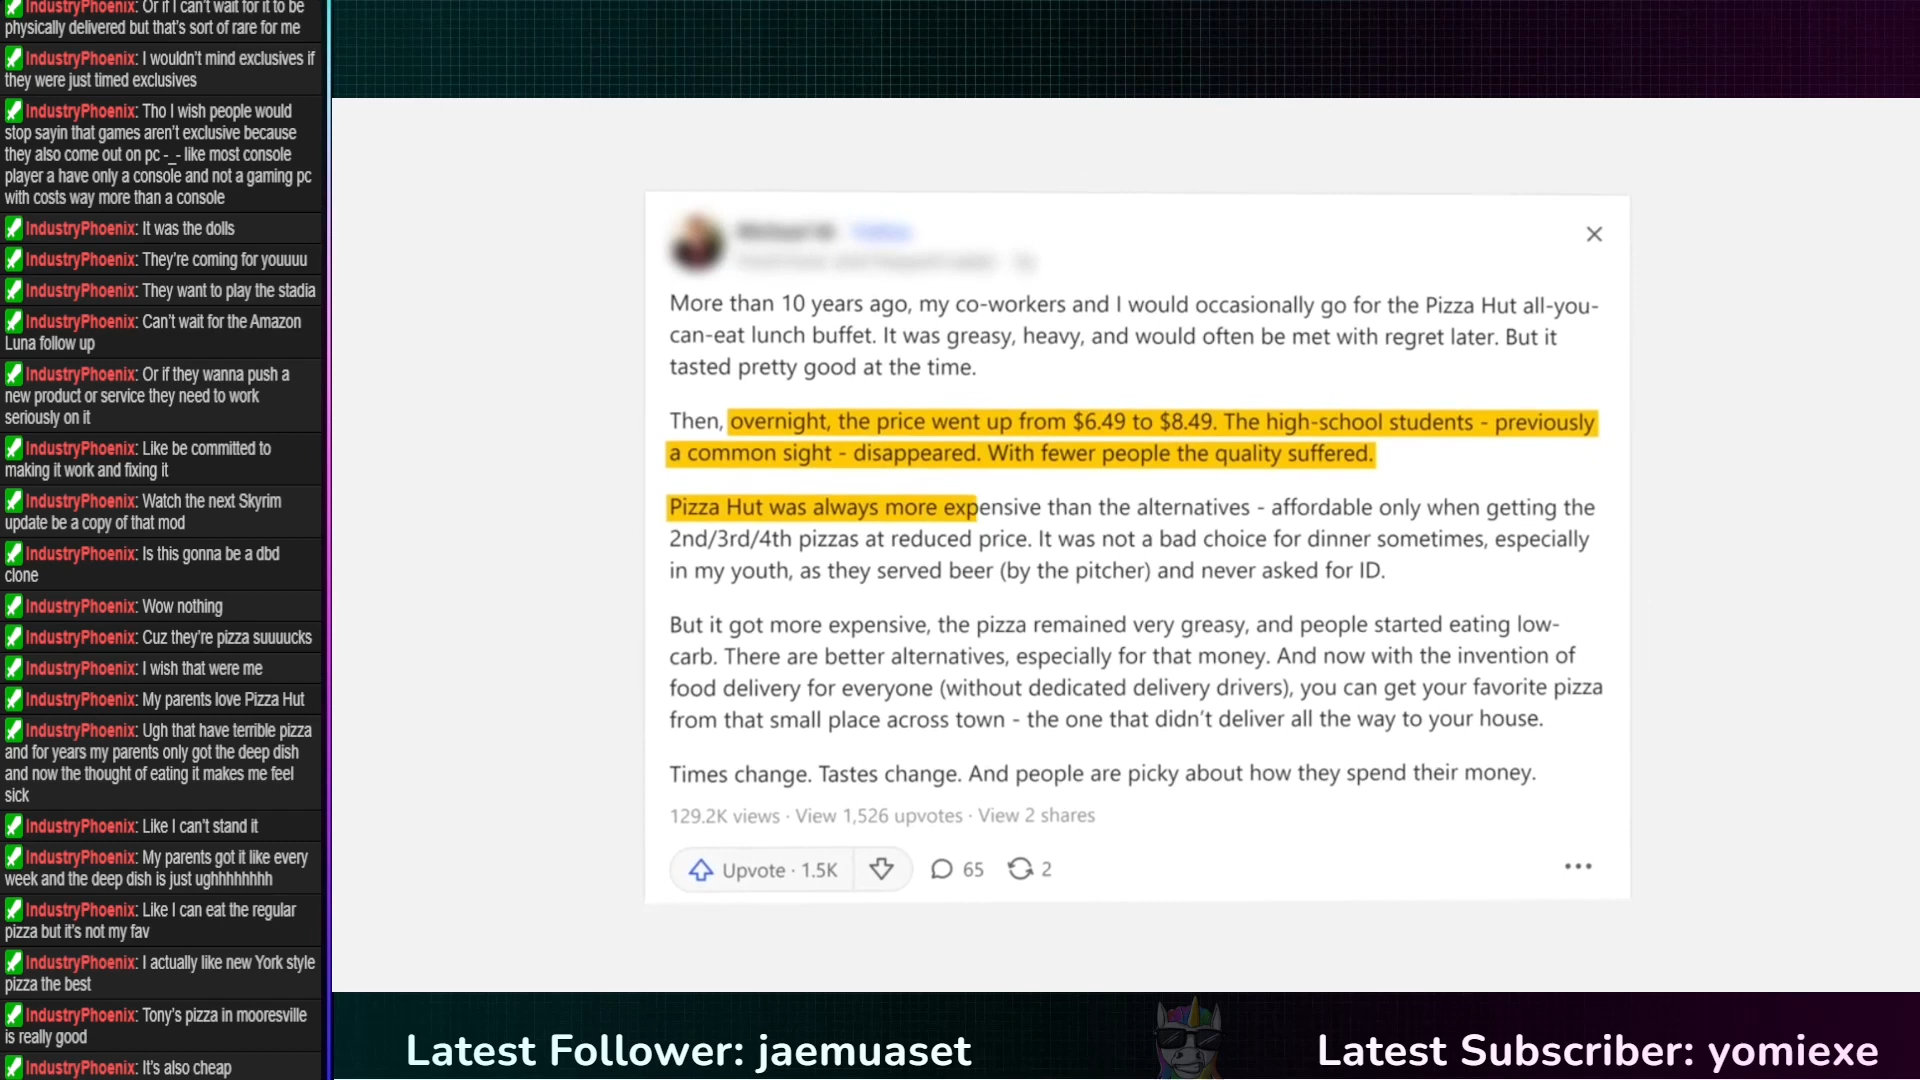 IndustryPhoenix: Or if I can't wait for it to be
physically delivered but that's sort of rare for me
IndustryPhoenix: I wouldn't mind exclusives if
they were just timed exclusives
IndustryPhoenix: Tho I wish people would
stop sayin that games aren't exclusive because
they also come out on pc -_- like most console
player a have only a console and not a gaming pc
with costs way more than a console
IndustryPhoenix: It was the dolls
IndustryPhoenix: They're coming for youuuu
IndustryPhoenix: They want to play the stadia
IndustryPhoenix: Can't wait for the Amazon
Luna follow up
IndustryPhoenix: Or if they wanna push a
new product or service they need to work
seriously on it
IndustryPhoenix: Like be committed to
making it work and fixing it
IndustryPhoenix: Watch the next Skyrim
update be a copy of that mod
IndustryPhoenix: Is this gonna be a dbd
clone
IndustryPhoenix: Wow nothing
IndustryPhoenix: Cuz they're pizza suuuucks
IndustryPhoenix: I wish that were me
IndustryPhoenix: My parents love Pizza Hut
IndustryPhoenix: Ugh that have terrible pizza
and for years my parents only got the deep dish
and now the thought of eating it makes me feel
sick
IndustryPhoenix: Like I can't stand it
IndustryPhoenix: My parents got it like every
week and the deep dish is just ughhhhhhhh
IndustryPhoenix: Like I can eat the regular
pizza but it's not my fav
IndustryPhoenix: I actually like new York style
pizza the best
IndustryPhoenix: Tony's pizza in mooresville
is really good
IndustryPhoenix: It's also cheap
More than 10 years ago, my co-workers and I would occasionally go for the Pizza Hut all-you-
can-eat lunch buffet. It was greasy, heavy, and would often be met with regret later. But it
tasted pretty good at the time.
Then, overnight, the price went up from $6.49 to $8.49. The high-school students - previously
a common sight - disappeared. With fewer people the quality suffered.
Pizza Hut was always more expensive than the alternatives - affordable only when getting the
2nd/3rd/4th pizzas at reduced price. It was not a bad choice for dinner sometimes, especially
in my youth, as they served beer (by the pitcher) and never asked for ID.
But it got more expensive, the pizza remained very greasy, and people started eating low-
carb. There are better alternatives, especially for that money. And now with the invention of
food delivery for everyone (without dedicated delivery drivers), you can get your favorite pizza
from that small place across town - the one that didn't deliver all the way to your house.
Times change. Tastes change. And people are picky about how they spend their money.
129.2K views · View 1,526 upvotes · View 2 shares
Upvote · 1.5K 65 2
Latest Follower: jaemuaset
Latest Subscriber: yomiexe